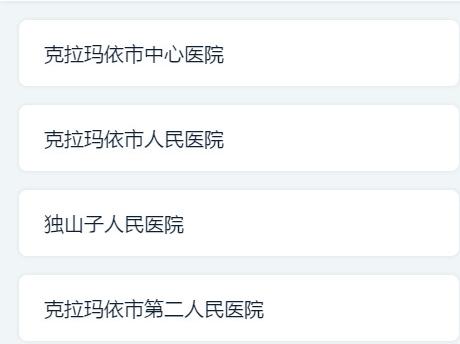 克拉玛依市中心医院
克拉玛依市人民医院
独山子人民医院
克拉玛依市第二人民医院